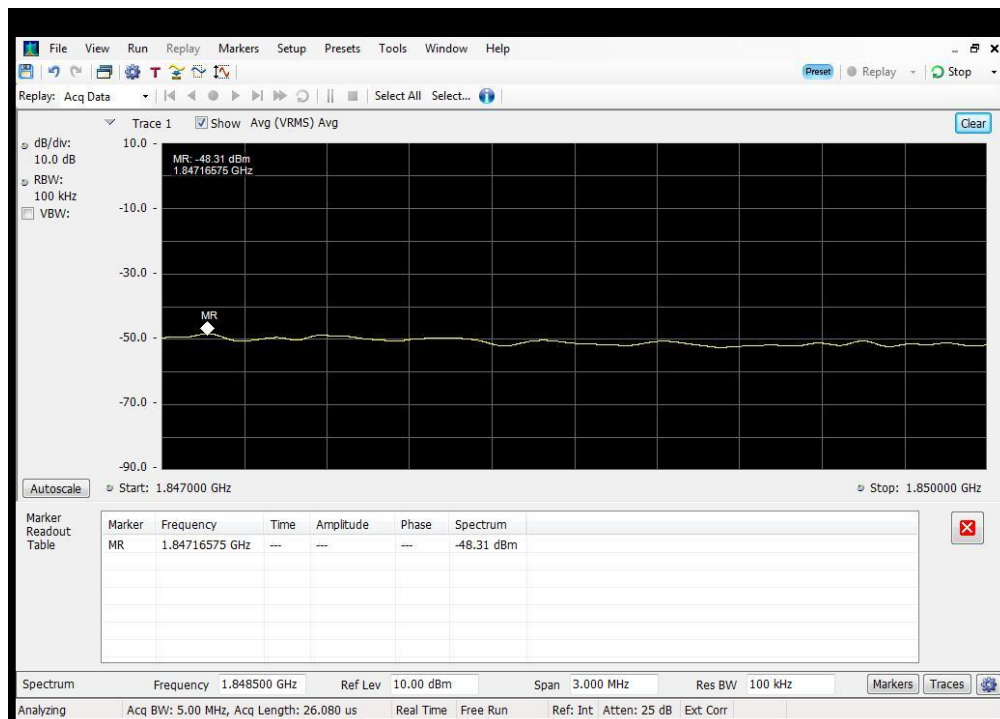 File View Run Replay Markers Setup Presets Tools Window Help
T Preset Replay Stop
Replay: Acq Data Select All Select...
Trace 1 Show Avg (VRMS) Avg Clear
dB/div:
10.0 dB
RBW:
100 kHz
VBW:
10.0
-10.0
-30.0
-50.0
-70.0
-90.0
MR: -48.31 dBm
1.84716575 GHz
MR
Autoscale Start: 1.847000 GHz Stop: 1.850000 GHz
Marker
Readout
Table
Marker Frequency Time Amplitude Phase Spectrum
MR 1.84716575 GHz --- --- --- -48.31 dBm
Spectrum Frequency 1.848500 GHz Ref Lev 10.00 dBm Span 3.000 MHz Res BW 100 kHz Markers Traces
Analyzing Acq BW: 5.00 MHz, Acq Length: 26.080 us Real Time Free Run Ref: Int Atten: 25 dB Ext Corr